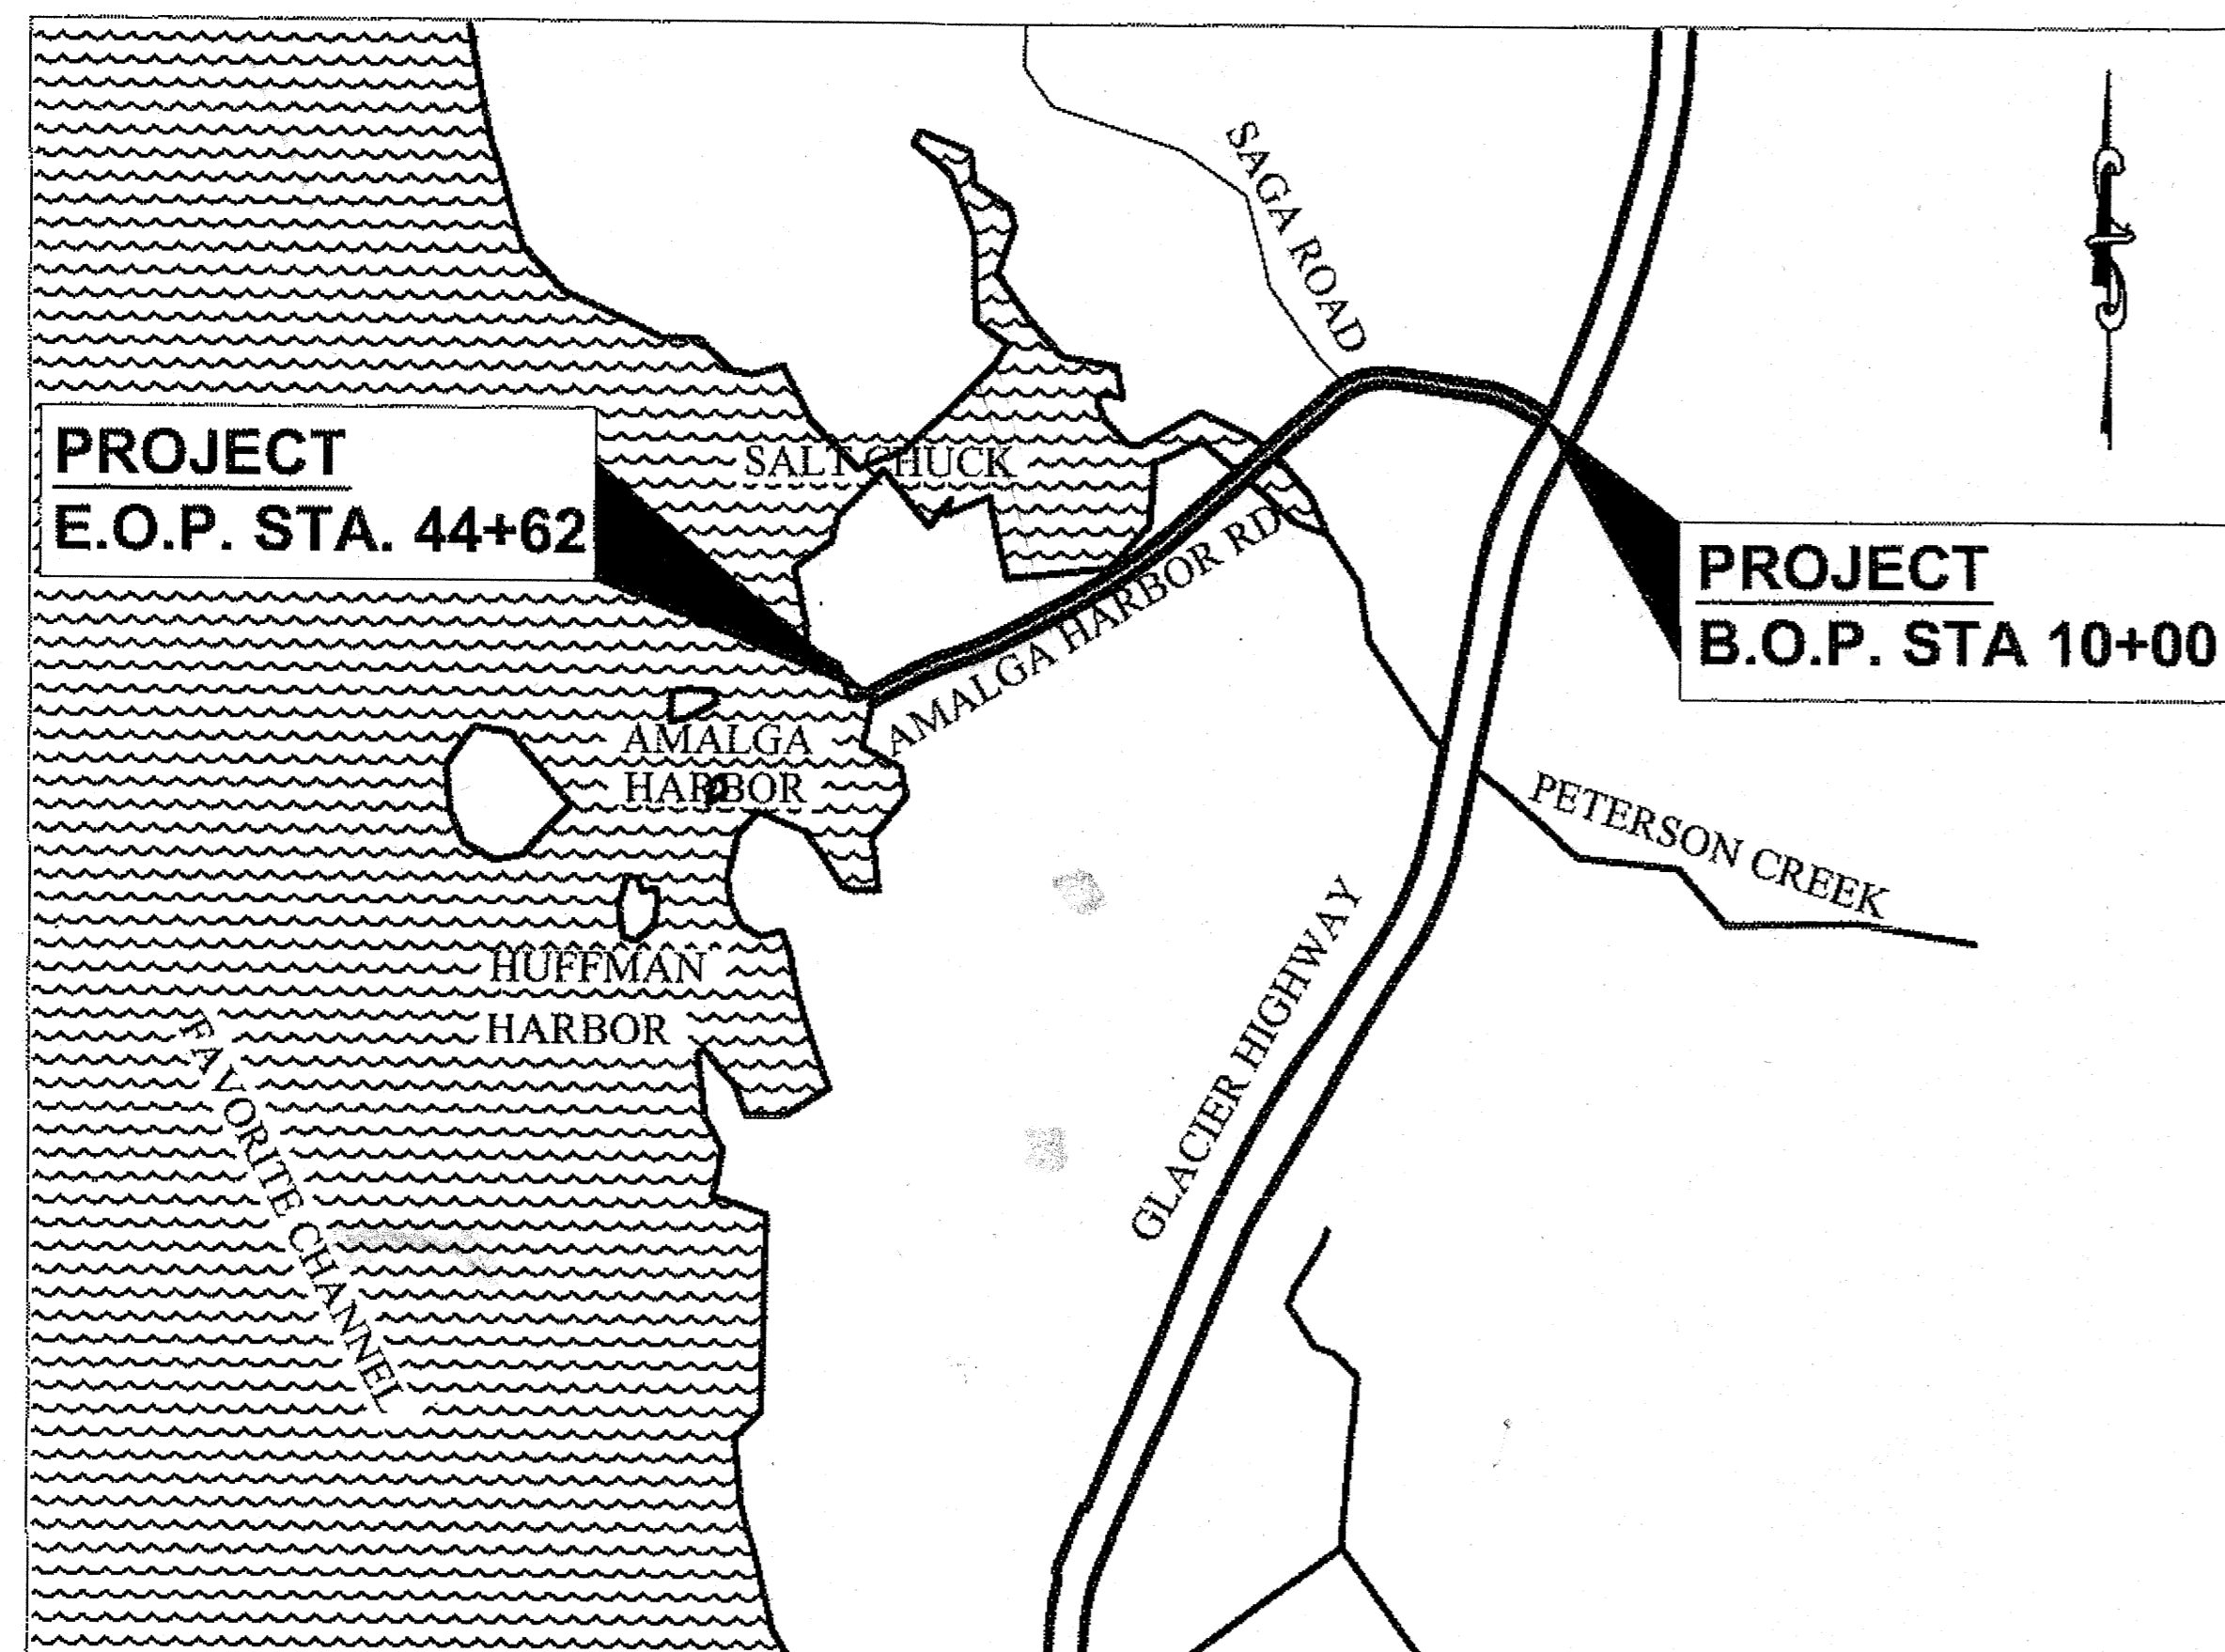 SAGA ROAD
PROJECT
E.O.P. STA. 44+62
SALT CHUCK
PROJECT
B.O.P. STA 10+00
AMALGA HARBOR RD
AMALGA
HARBOR
PETERSON CREEK
HUFFMAN
HARBOR
GLACIER HIGHWAY
FAVORITE CHANNEL